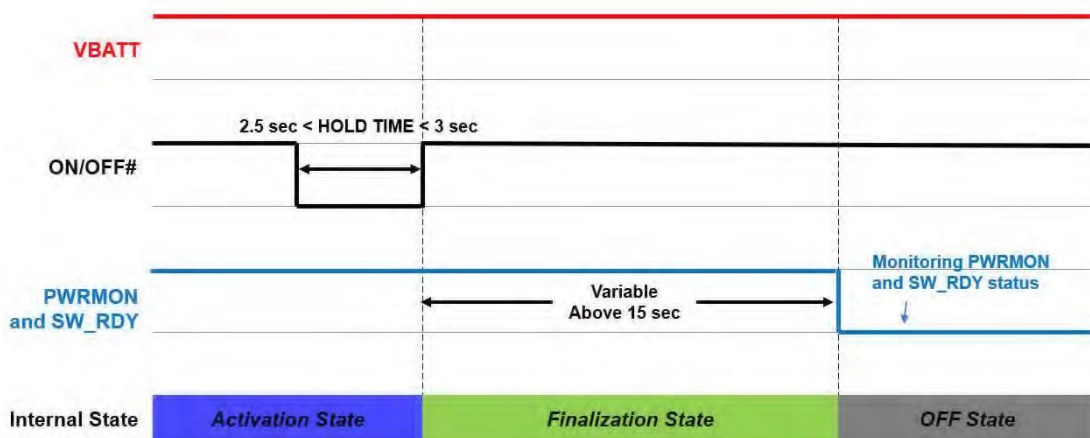 VBATT
2.5 sec < HOLD TIME < 3 sec
ON/OFF#
Monitoring PWRMON
and SW_RDY status
PWRMON
and SW_RDY
Variable
Above 15 sec
Internal State
Activation State
Finalization State
OFF State